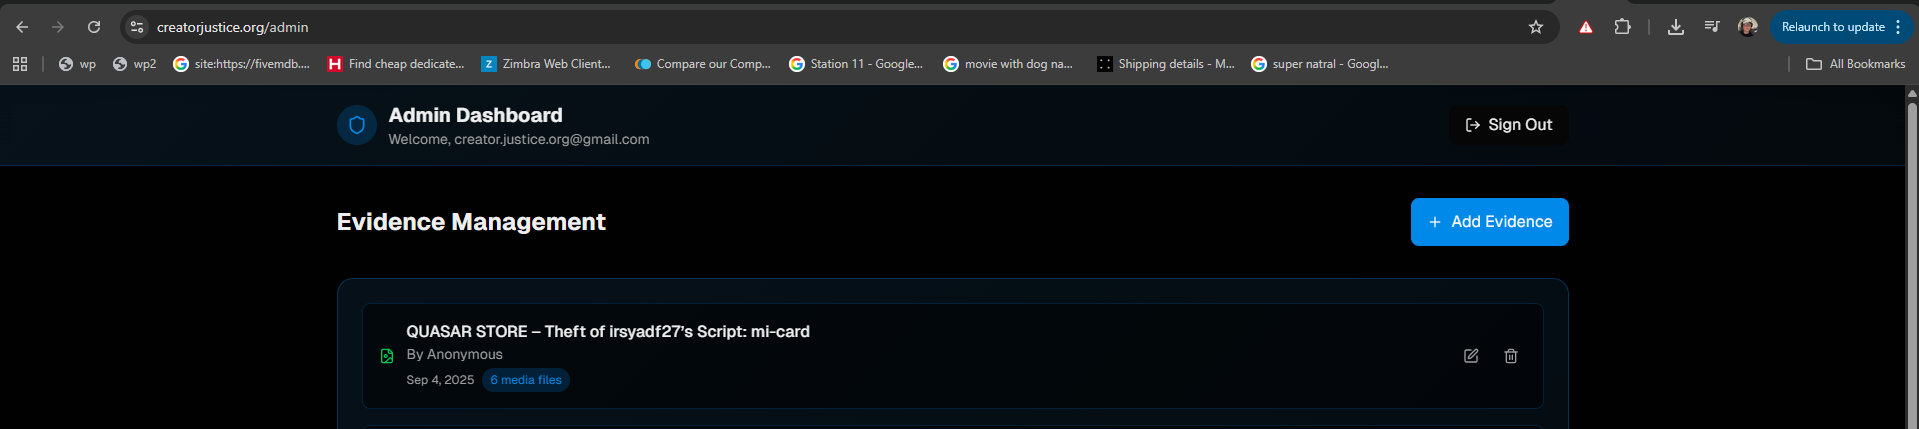 creatorjustice.org/admin
Relaunch to update
wp
wp2
site:https://fivemdb....
Find cheap dedicate...
Zimbra Web Client...
Compare our Comp...
Station 11 - Google...
movie with dog na...
Shipping details - M...
super natral - Googl...
All Bookmarks
Admin Dashboard
Welcome, creator.justice.org@gmail.com
Sign Out
Evidence Management
+ Add Evidence
QUASAR STORE – Theft of irsyadf27’s Script: mi-card
By Anonymous
Sep 4, 2025 6 media files